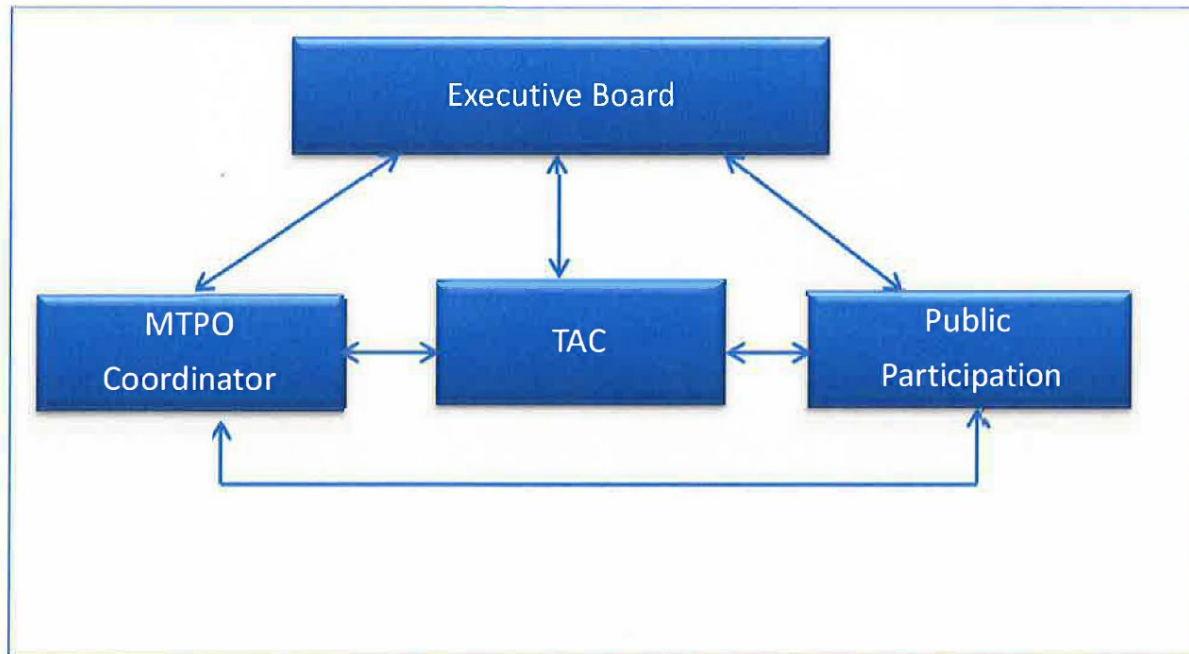 Executive Board
MTPO
Coordinator
TAC
Public
Participation